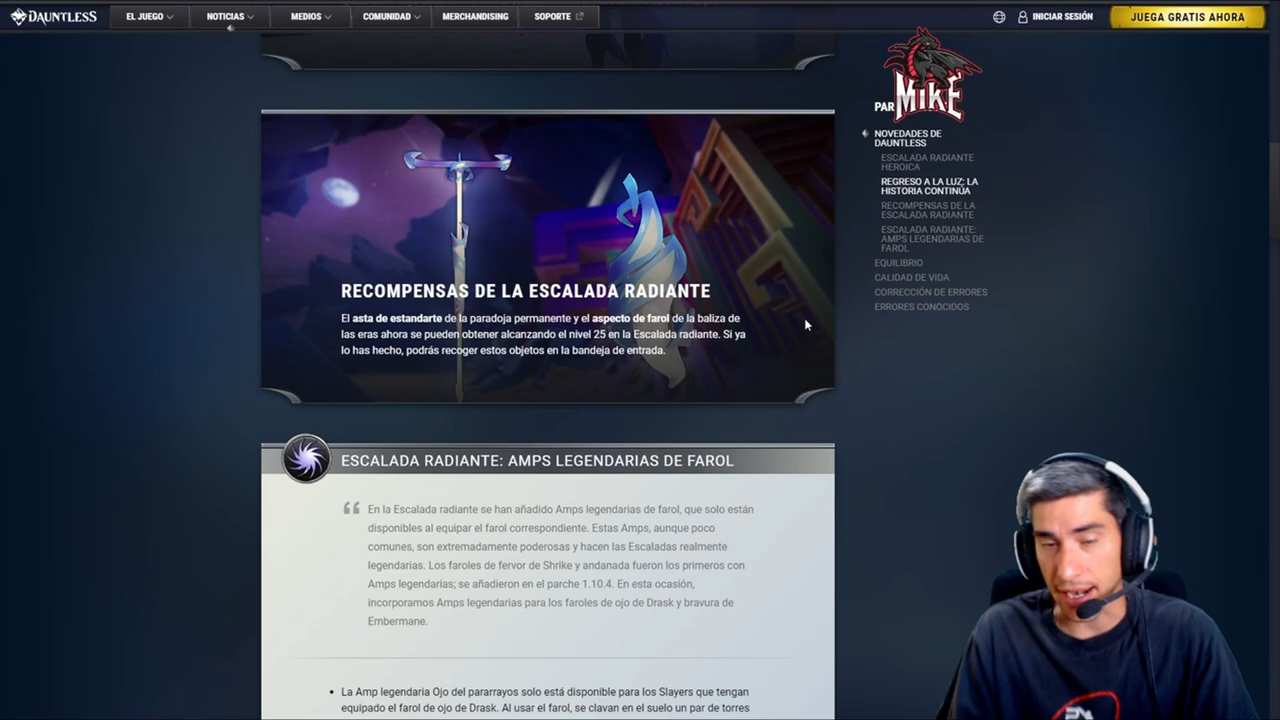 DAUNTLESS
EL JUEGO
NOTICIAS
MEDIOS
COMUNIDAD
MERCHANDISING
SOPORTE
INICIAR SESIÓN
JUEGA GRATIS AHORA
MIKE
PAR
NOVEDADES DE
DAUNTLESS
ESCALADA RADIANTE
HEROICA
REGRESO A LA LUZ: LA
HISTORIA CONTINÚA
RECOMPENSAS DE LA
ESCALADA RADIANTE
ESCALADA RADIANTE:
AMPS LEGENDARIAS DE
FAROL
EQUILIBRIO
CALIDAD DE VIDA
CORRECCIÓN DE ERRORES
ERRORES CONOCIDOS
RECOMPENSAS DE LA ESCALADA RADIANTE
El asta de estandarte de la paradoja permanente y el aspecto de farol de la baliza de
las eras ahora se pueden obtener alcanzando el nivel 25 en la Escalada radiante. Si ya
lo has hecho, podrás recoger estos objetos en la bandeja de entrada.
ESCALADA RADIANTE: AMPS LEGENDARIAS DE FAROL
En la Escalada radiante se han añadido Amps legendarias de farol, que solo están
disponibles al equipar el farol correspondiente. Estas Amps, aunque poco
comunes, son extremadamente poderosas y hacen las Escaladas realmente
legendarias. Los faroles de fervor de Shrike y andanada fueron los primeros con
Amps legendarias; se añadieron en el parche 1.10.4. En esta ocasión,
incorporamos Amps legendarias para los faroles de ojo de Drask y bravura de
Embermane.
• La Amp legendaria Ojo del pararrayos solo está disponible para los Slayers que tengan
equipado el farol de ojo de Drask. Al usar el farol, se clavan en el suelo un par de torres